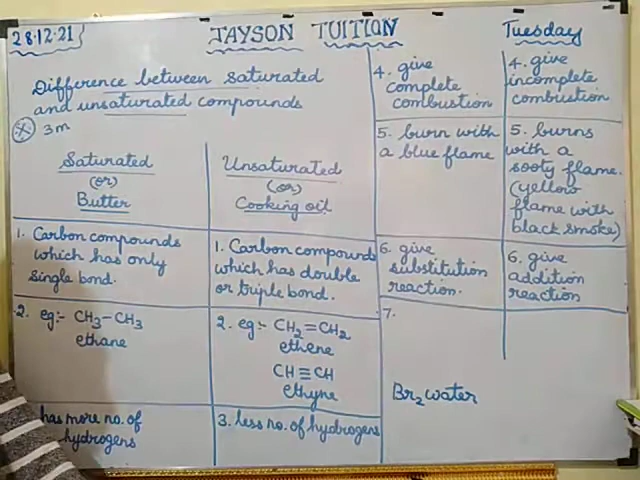 28.12.21
JAYSON TUITION
Tuesday
Difference between saturated
and unsaturated compounds
3m
Saturated
(or)
Butter
Unsaturated
(or)
Cooking oil
1. Carbon compounds
which has only
single bond.
1. Carbon compound
which has double
or triple bond.
2. eg:- CH3-CH3
ethane
2. eg:- CH2=CH2
ethene
CH≡CH
ethyne
has more no. of
hydrogens
3. less no. of hydrogens
4. give
complete
combustion
4. give
incomplete
combustion
5. burn with
a blue flame
5. burns
with a
sooty flame.
(yellow
flame with
black smoke)
6. give
substitution
reaction.
6. give
addition
reaction
7.
Br2 water